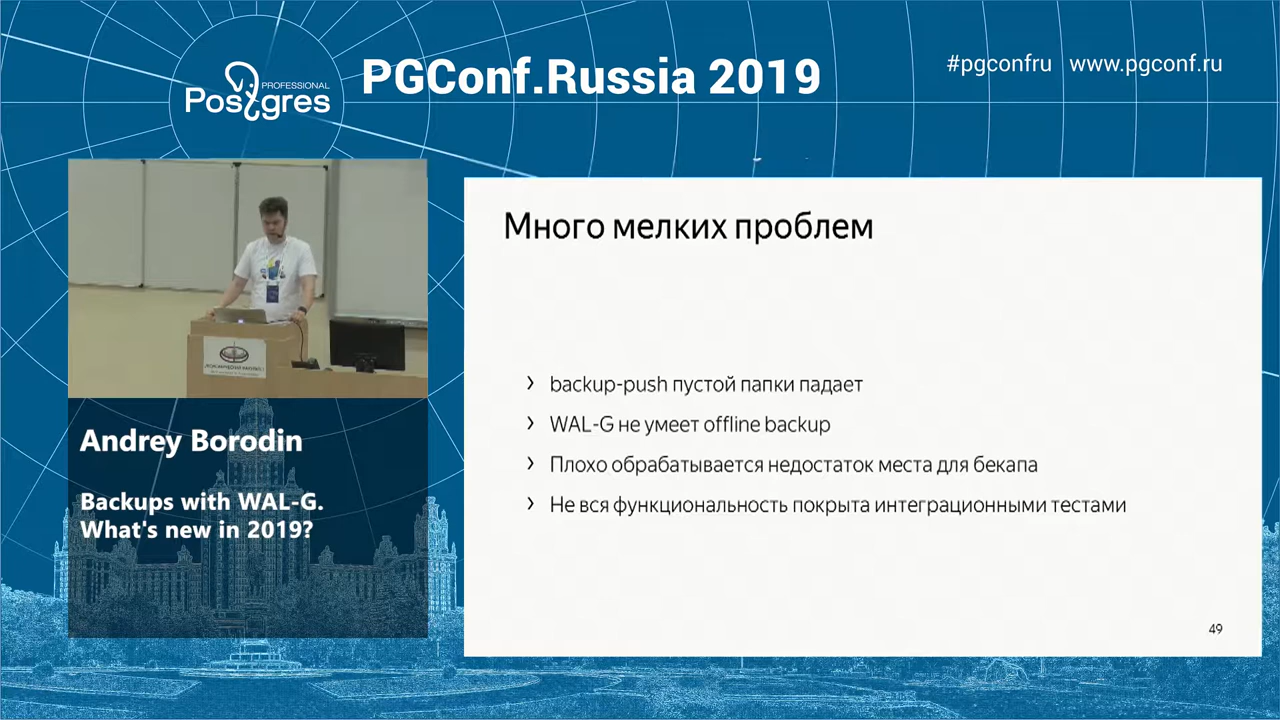 PROFESSIONAL
Postgres
PGConf.Russia 2019
#pgconfru www.pgconf.ru
Andrey Borodin
Backups with WAL-G.
What's new in 2019?
Много мелких проблем
› backup-push пустой папки падает
› WAL-G не умеет offline backup
› Плохо обрабатывается недостаток места для бекапа
› Не вся функциональность покрыта интеграционными тестами
49